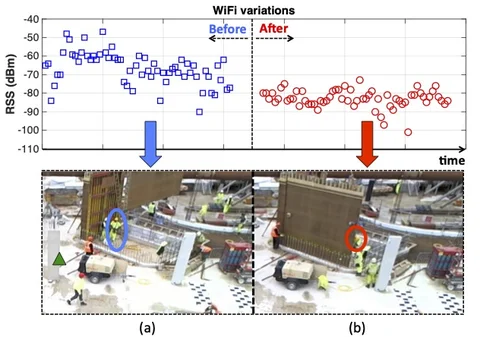 WiFi variations
-40
-50
-60
-70
-80
-90
-100
-110
RSS (dBm)
Before
After
time
(a)
(b)